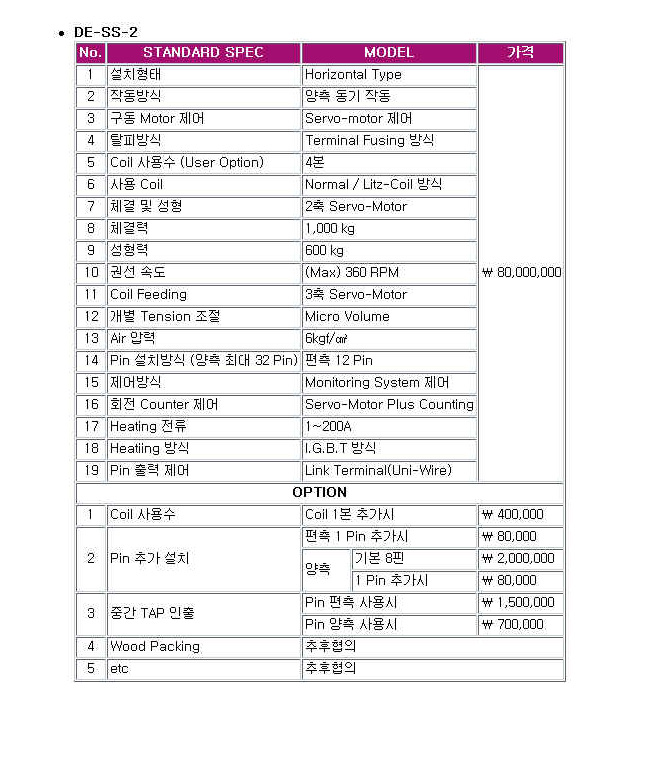 • DE-SS-2
No. STANDARD SPEC MODEL 가격
1 설치형태 Horizontal Type
2 작동방식 양측 동기 작동
3 구동 Motor 제어 Servo-motor 제어
4 탈피방식 Terminal Fusing 방식
5 Coil 사용수 (User Option) 4본
6 사용 Coil Normal / Litz-Coil 방식
7 체결 및 성형 2축 Servo-Motor
8 체결력 1,000 kg
9 성형력 600 kg
10 권선 속도 (Max) 360 RPM ₩ 80,000,000
11 Coil Feeding 3축 Servo-Motor
12 개별 Tension 조절 Micro Volume
13 Air 압력 6kgf/㎠
14 Pin 설치방식 (양측 최대 32 Pin) 편측 12 Pin
15 제어방식 Monitoring System 제어
16 회전 Counter 제어 Servo-Motor Plus Counting
17 Heating 전류 1~200A
18 Heatiing 방식 I.G.B.T 방식
19 Pin 출력 제어 Link Terminal(Uni-Wire)
OPTION
1 Coil 사용수 Coil 1본 추가시 ₩ 400,000
2 Pin 추가 설치 편측 1 Pin 추가시 ₩ 80,000
양측 기본 8핀 ₩ 2,000,000
1 Pin 추가시 ₩ 80,000
3 중간 TAP 인출 Pin 편측 사용시 ₩ 1,500,000
Pin 양측 사용시 ₩ 700,000
4 Wood Packing 추후협의
5 etc 추후협의